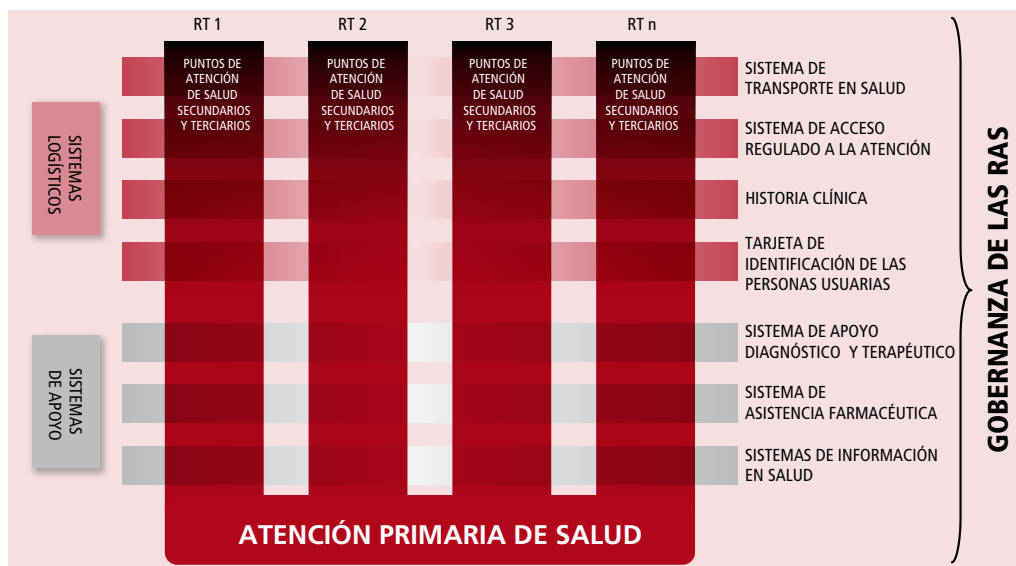 RT 1
RT 2
RT 3
RT n
PUNTOS DE
ATENCIÓN
DE SALUD
SECUNDARIOS
Y TERCIARIOS
PUNTOS DE
ATENCIÓN
DE SALUD
SECUNDARIOS
Y TERCIARIOS
PUNTOS DE
ATENCIÓN
DE SALUD
SECUNDARIOS
Y TERCIARIOS
PUNTOS DE
ATENCIÓN
DE SALUD
SECUNDARIOS
Y TERCIARIOS
SISTEMAS
LOGÍSTICOS
SISTEMAS
DE APOYO
SISTEMA DE
TRANSPORTE EN SALUD
SISTEMA DE ACCESO
REGULADO A LA ATENCIÓN
HISTORIA CLÍNICA
TARJETA DE
IDENTIFICACIÓN DE LAS
PERSONAS USUARIAS
SISTEMA DE APOYO
DIAGNÓSTICO Y TERAPÉUTICO
SISTEMA DE
ASISTENCIA FARMACÉUTICA
SISTEMAS DE INFORMACIÓN
EN SALUD
GOBERNANZA DE LAS RAS
ATENCIÓN PRIMARIA DE SALUD